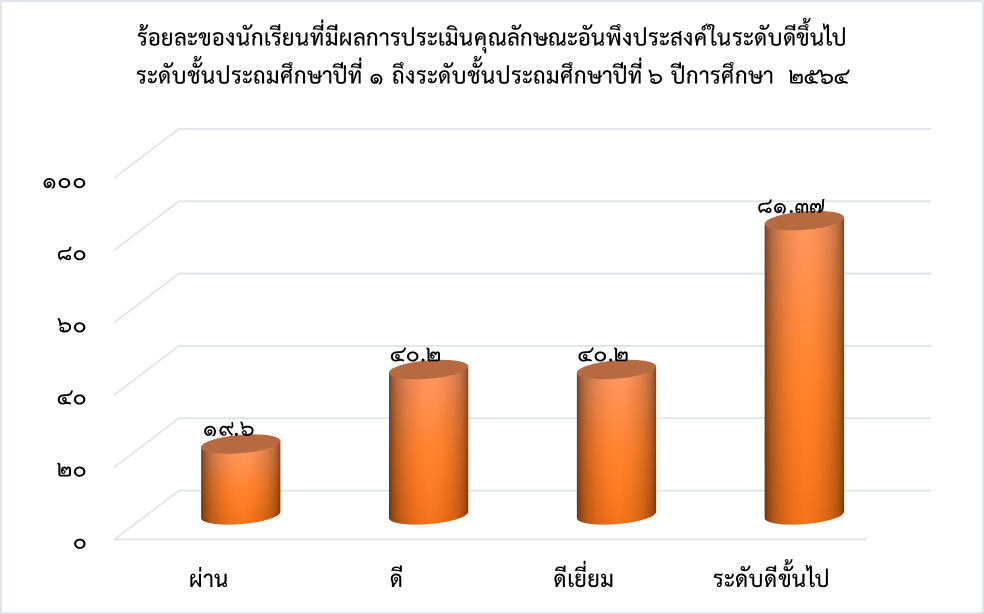 ร้อยละของนักเรียนที่มีผลการประเมินคุณลักษณะอันพึงประสงค์ในระดับดีขึ้นไป
ระดับชั้นประถมศึกษาปีที่ ๑ ถึงระดับชั้นประถมศึกษาปีที่ ๖ ปีการศึกษา ๒๕๖๔
๑๐๐
๘๐
๖๐
๔๐
๒๐
๐
๑๙.๖
๔๐.๒
๔๐.๒
๘๑.๓๗
ผ่าน
ดี
ดีเยี่ยม
ระดับดีขั้นไป